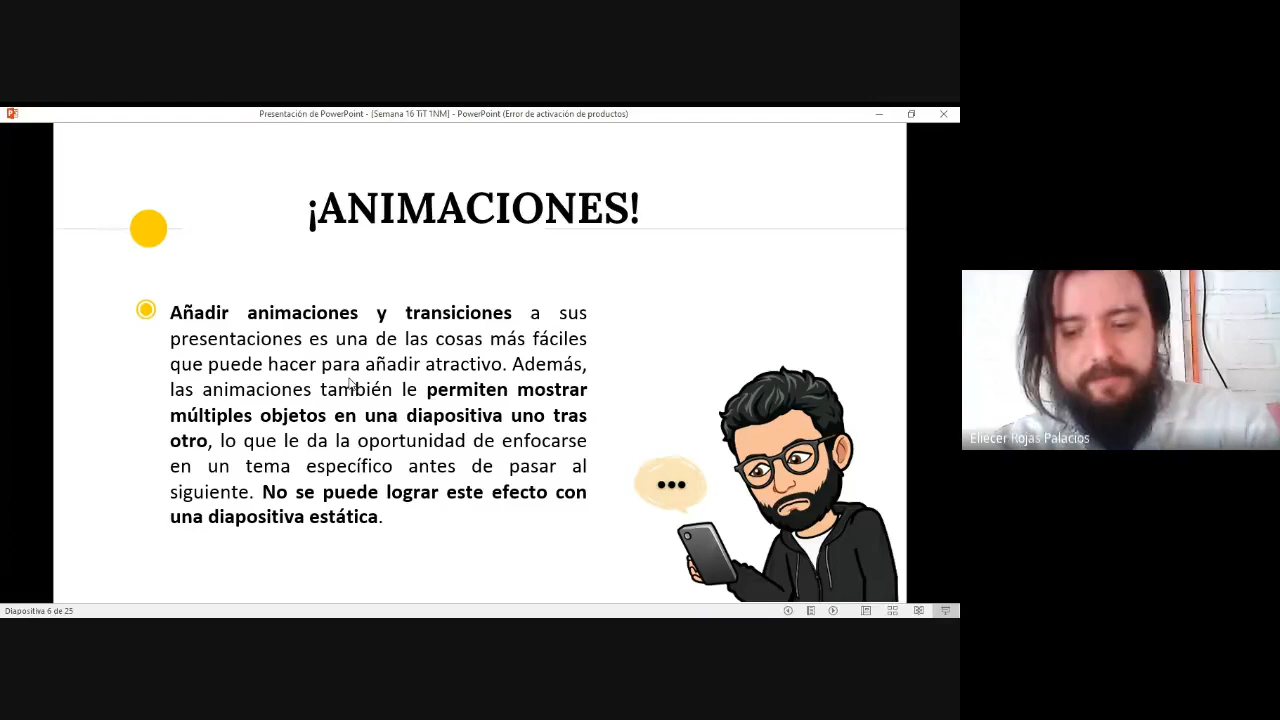 Presentación de PowerPoint - [Semana 16 TiT 1NM] - PowerPoint (Error de activación de productos)
¡ANIMACIONES!
Añadir animaciones y transiciones a sus
presentaciones es una de las cosas más fáciles
que puede hacer para añadir atractivo. Además,
las animaciones también le permiten mostrar
múltiples objetos en una diapositiva uno tras
otro, lo que le da la oportunidad de enfocarse
en un tema específico antes de pasar al
siguiente. No se puede lograr este efecto con
una diapositiva estática.
Eliecer Rojas Palacios
Diapositiva 6 de 25